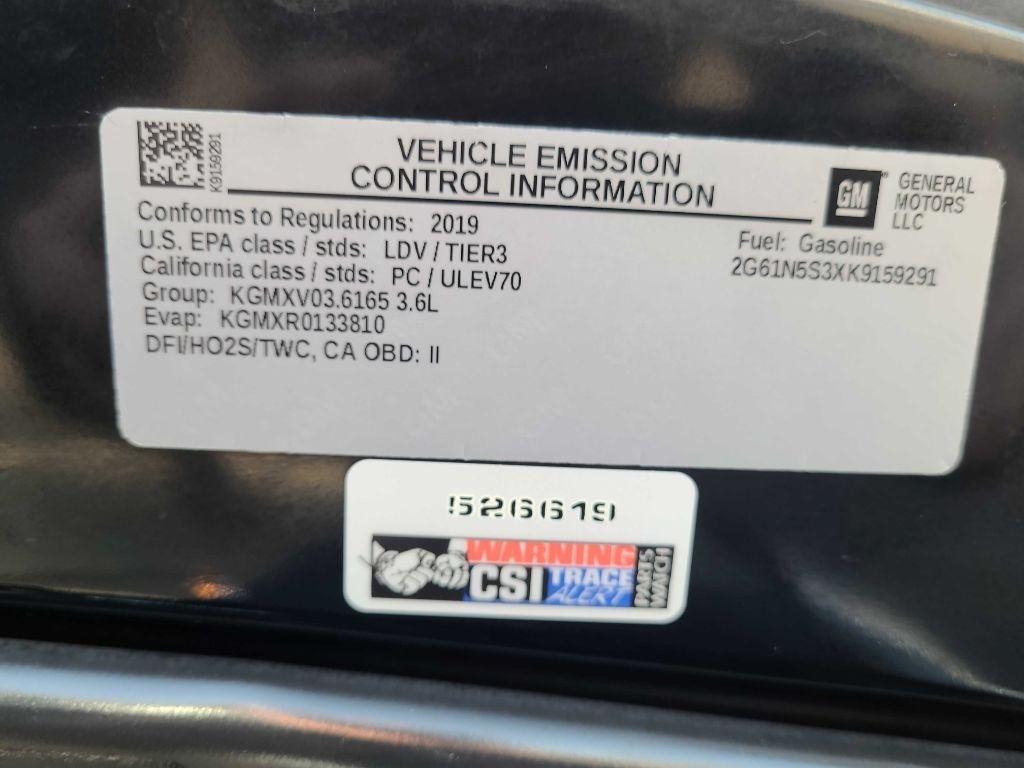 K9159291
VEHICLE EMISSION
CONTROL INFORMATION
GM
GENERAL
MOTORS
LLC
Conforms to Regulations: 2019
U.S. EPA class / stds: LDV / TIER3
California class / stds: PC / ULEV70
Group: KGMXV03.6165 3.6L
Evap: KGMXR0133810
DFI/HO2S/TWC, CA OBD: II
Fuel: Gasoline
2G61N5S3XK9159291
526619
WARNING
CSI TRACE
ALERT
PARTS
MATCH